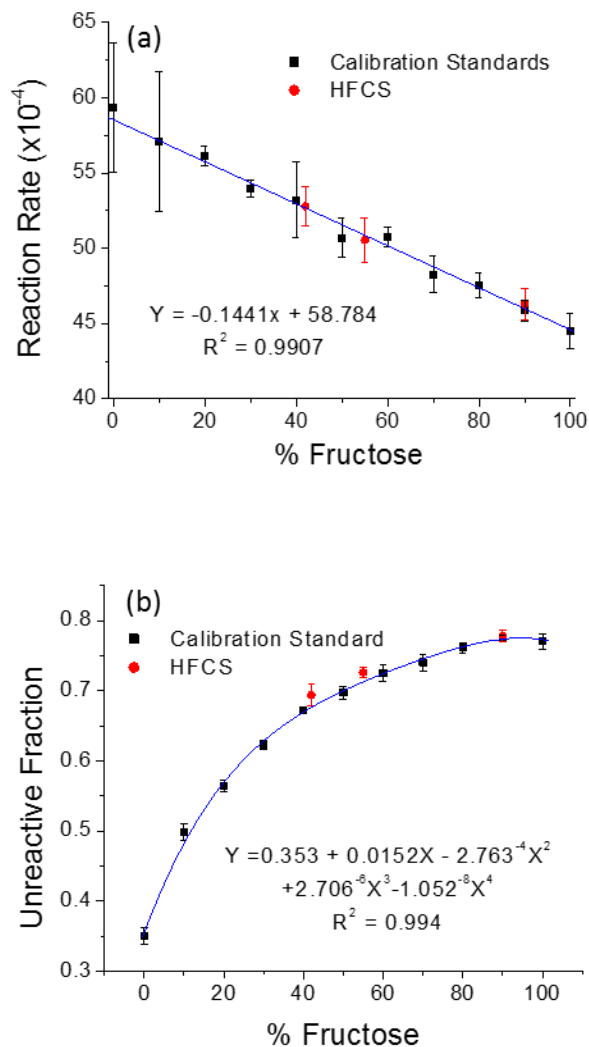 (a)
Calibration Standards
HFCS
Reaction Rate (x10⁻⁴)
65
60
55
50
45
40
Y = -0.1441x + 58.784
R² = 0.9907
0 20 40 60 80 100
% Fructose
(b)
Calibration Standard
HFCS
Unreactive Fraction
0.8
0.7
0.6
0.5
0.4
0.3
Y =0.353 + 0.0152X - 2.763⁻⁴X²
+2.706⁻⁶X³-1.052⁻⁸X⁴
R² = 0.994
0 20 40 60 80 100
% Fructose